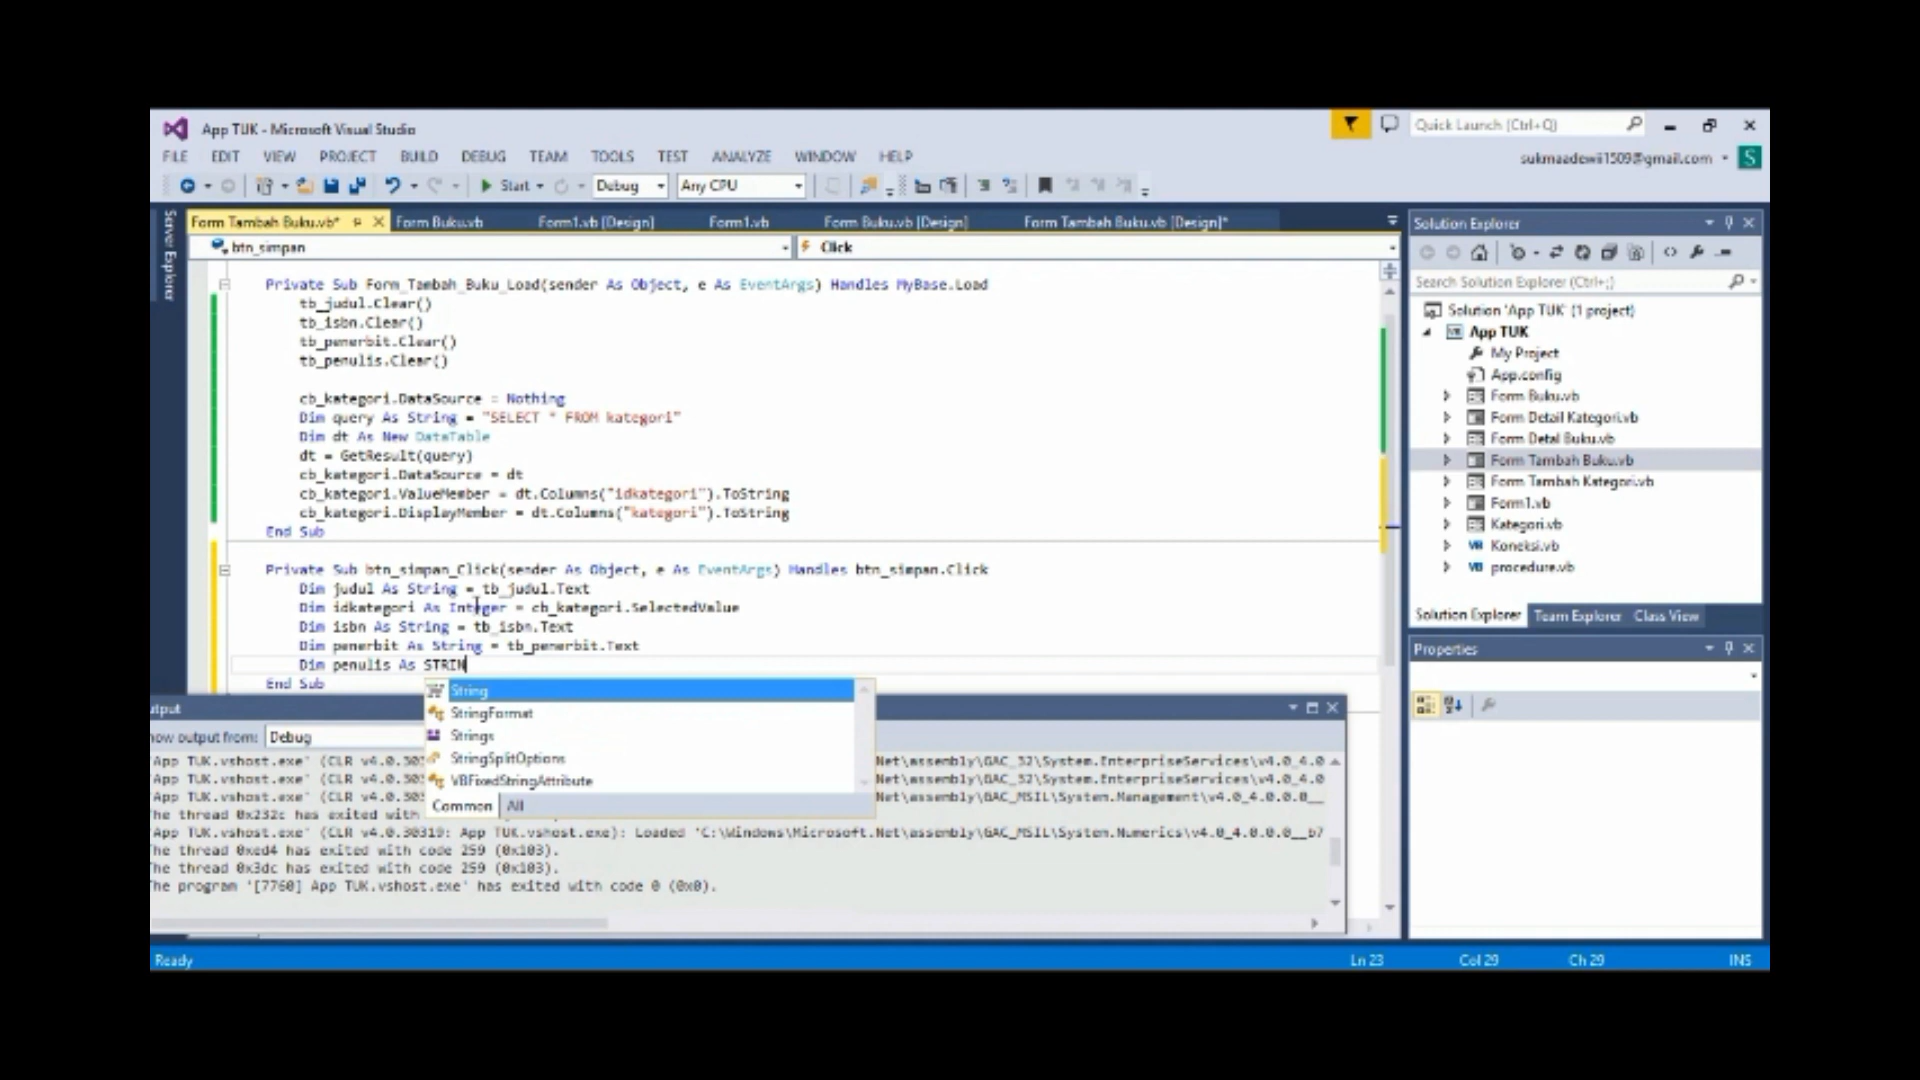 App TUK - Microsoft Visual Studio
Quick Launch (Ctrl+Q)
FILE EDIT VIEW PROJECT BUILD DEBUG TEAM TOOLS TEST ANALYZE WINDOW HELP
sukmaadewii1509@gmail.com S
Start Debug Any CPU
Server Explorer
Form Tambah Buku.vb* Form Buku.vb Form1.vb [Design] Form1.vb Form Buku.vb [Design] Form Tambah Buku.vb [Design]*
btn_simpan Click
Private Sub Form_Tambah_Buku_Load(sender As Object, e As EventArgs) Handles MyBase.Load
tb_judul.Clear()
tb_isbn.Clear()
tb_penerbit.Clear()
tb_penulis.Clear()
cb_kategori.DataSource = Nothing
Dim query As String = "SELECT * FROM kategori"
Dim dt As New DataTable
dt = GetResult(query)
cb_kategori.DataSource = dt
cb_kategori.ValueMember = dt.Columns("idkategori").ToString
cb_kategori.DisplayMember = dt.Columns("kategori").ToString
End Sub
Private Sub btn_simpan_Click(sender As Object, e As EventArgs) Handles btn_simpan.Click
Dim judul As String = tb_judul.Text
Dim idkategori As Integer = cb_kategori.SelectedValue
Dim isbn As String = tb_isbn.Text
Dim penerbit As String = tb_penerbit.Text
Dim penulis As STRIN
End Sub
String
StringFormat
Strings
StringSplitOptions
VBFixedStringAttribute
Common All
utput
how output from: Debug
'App TUK.vshost.exe' (CLR v4.0.303 Net\assembly\GAC_32\System.EnterpriseServices\v4.0_4.0
'App TUK.vshost.exe' (CLR v4.0.303 Net\assembly\GAC_32\System.EnterpriseServices\v4.0_4.0
'App TUK.vshost.exe' (CLR v4.0.303 Net\assembly\GAC_MSIL\System.Management\v4.0_4.0.0.0__
The thread 0x232c has exited with
'App TUK.vshost.exe' (CLR v4.0.30319: App TUK.vshost.exe): Loaded 'C:\Windows\Microsoft.Net\assembly\GAC_MSIL\System.Numerics\v4.0_4.0.0.0__b7
The thread 0xed4 has exited with code 259 (0x103).
The thread 0x3dc has exited with code 259 (0x103).
The program '[7760] App TUK.vshost.exe' has exited with code 0 (0x0).
Solution Explorer
Search Solution Explorer (Ctrl+;)
Solution 'App TUK' (1 project)
App TUK
My Project
App.config
Form Buku.vb
Form Detail Kategori.vb
Form Detal Buku.vb
Form Tambah Buku.vb
Form Tambah Kategori.vb
Form1.vb
Kategori.vb
Koneksi.vb
procedure.vb
Solution Explorer Team Explorer Class View
Properties
Ready Ln 23 Col 29 Ch 29 INS